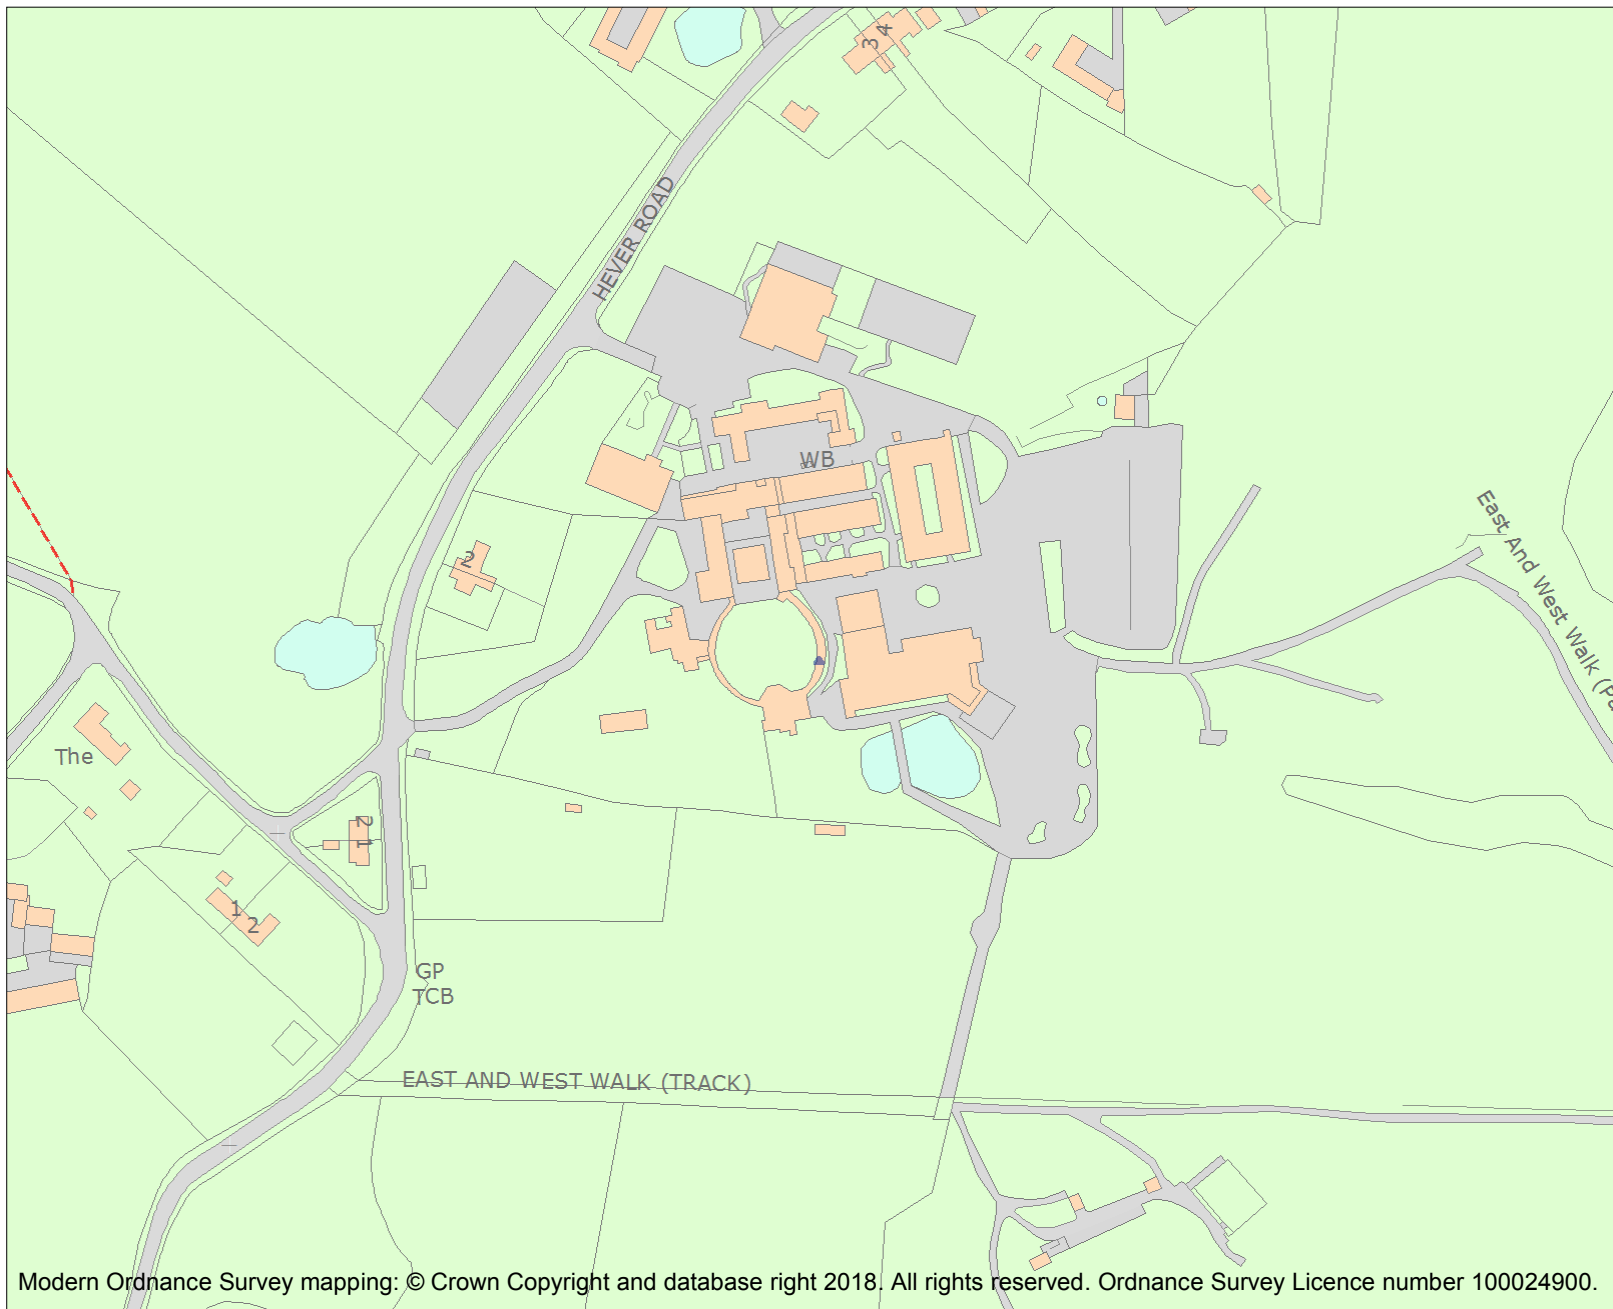 3
4
HEVER ROAD
WB
2
East And West Walk (Pa
The
2
1
1
2
GP
TCB
EAST AND WEST WALK (TRACK)
Modern Ordnance Survey mapping: © Crown Copyright and database right 2018. All rights reserved. Ordnance Survey Licence number 100024900.